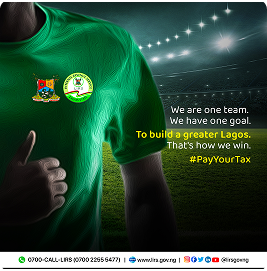 We are one team.
We have one goal.
To build a greater Lagos.
That's how we win.
#PayYourTax
0700-CALL-LIRS (0700 2255 5477) | www.lirs.gov.ng | @lirsgovng